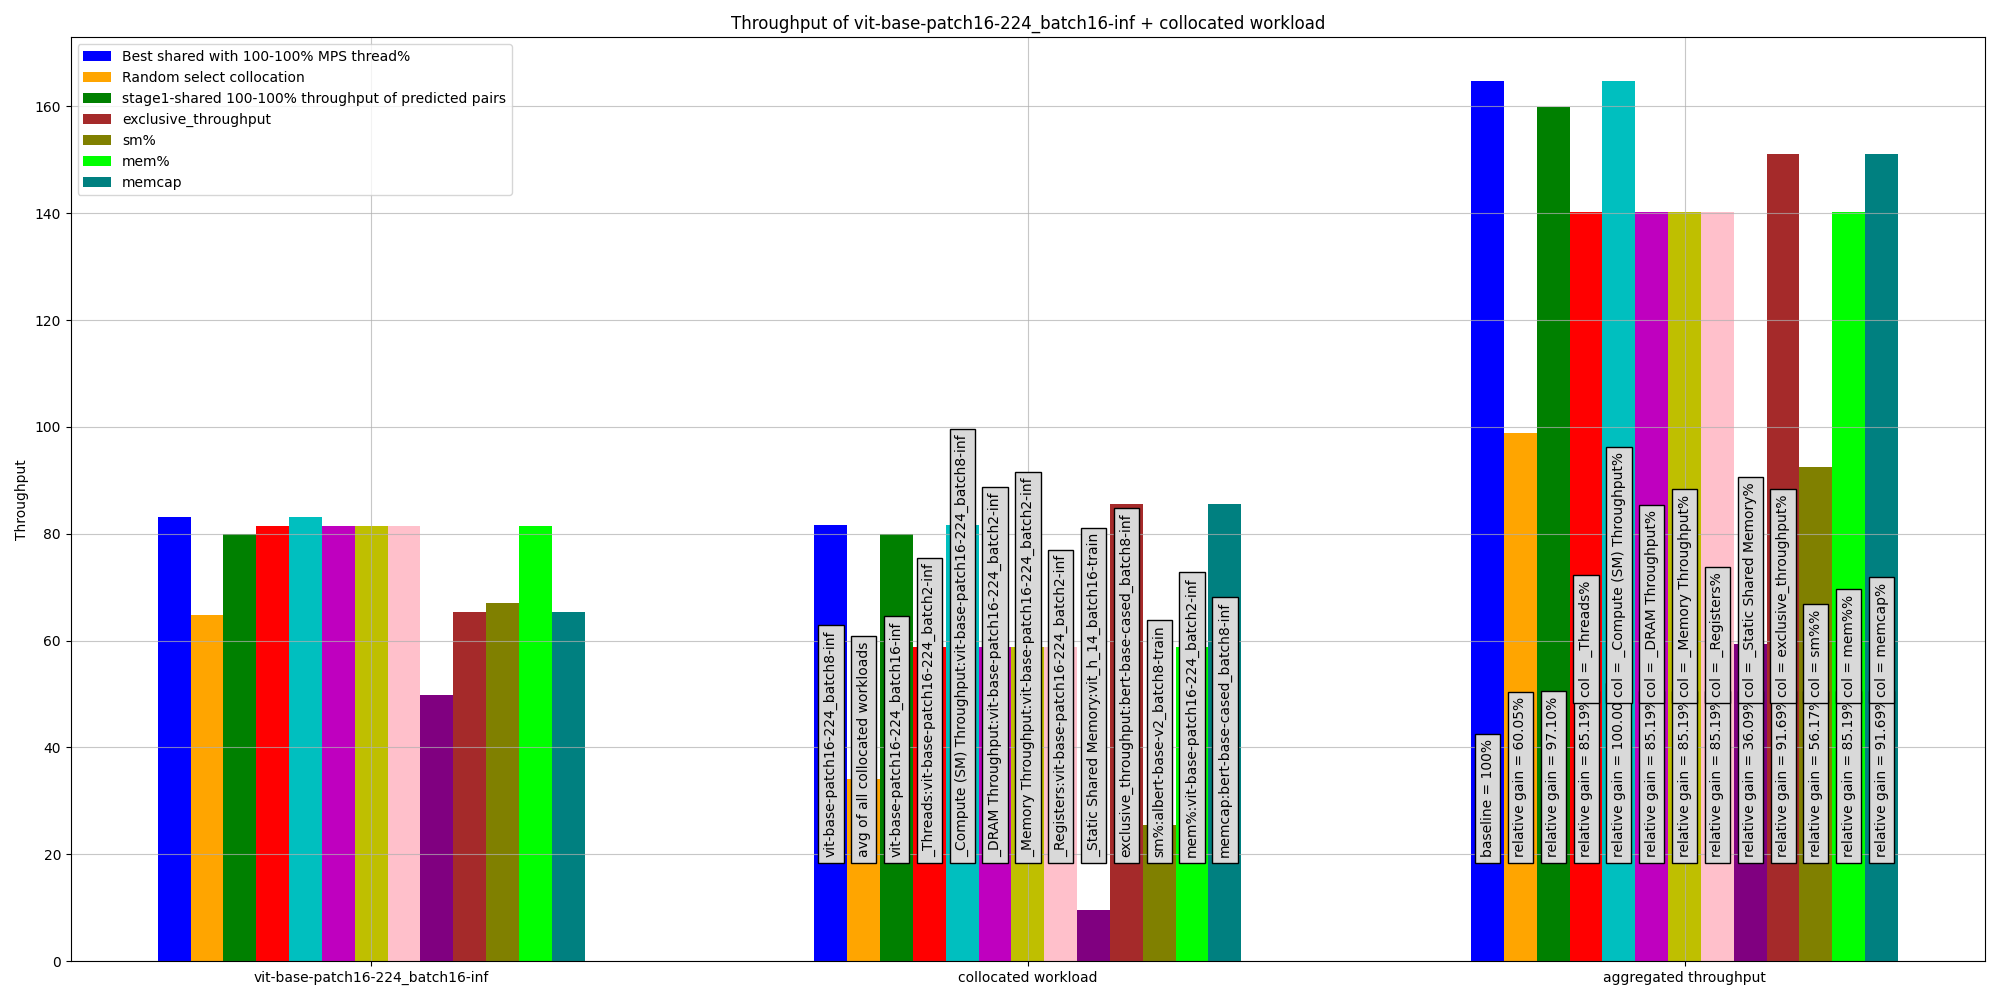 Throughput of vit-base-patch16-224_batch16-inf + collocated workload
Best shared with 100-100% MPS thread%
Random select collocation
stage1-shared 100-100% throughput of predicted pairs
exclusive_throughput
sm%
mem%
memcap
Throughput
160
140
120
100
80
60
40
20
0
vit-base-patch16-224_batch8-inf
avg of all collocated workloads
vit-base-patch16-224_batch16-inf
_Threads:vit-base-patch16-224_batch2-inf
_Compute (SM) Throughput:vit-base-patch16-224_batch8-inf
_DRAM Throughput:vit-base-patch16-224_batch2-inf
_Memory Throughput:vit-base-patch16-224_batch2-inf
_Registers:vit-base-patch16-224_batch2-inf
_Static Shared Memory:vit_h_14_batch16-train
exclusive_throughput:bert-base-cased_batch8-inf
sm%:albert-base-v2_batch8-train
mem%:vit-base-patch16-224_batch2-inf
memcap:bert-base-cased_batch8-inf
baseline = 100%
relative gain = 60.05%
relative gain = 97.10%
relative gain = 85.19%
col = _Threads%
relative gain = 100.00
col = _Compute (SM) Throughput%
relative gain = 85.19%
col = _DRAM Throughput%
relative gain = 85.19%
col = _Memory Throughput%
relative gain = 85.19%
col = _Registers%
relative gain = 36.09%
col = _Static Shared Memory%
relative gain = 91.69%
col = exclusive_throughput%
relative gain = 56.17%
col = sm%%
relative gain = 85.19%
col = mem%%
relative gain = 91.69%
col = memcap%
vit-base-patch16-224_batch16-inf
collocated workload
aggregated throughput